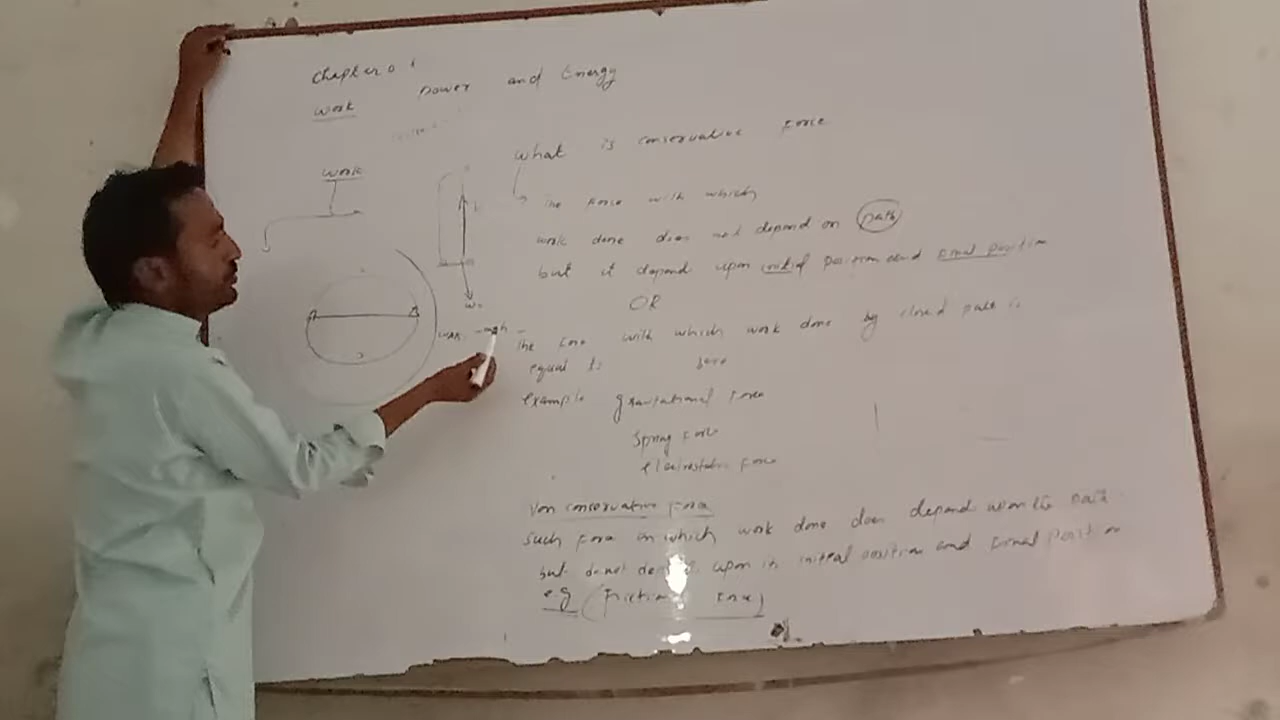 Chapter 0
work power and Energy
what is conservative Force
work
The Force with which
work done does not depend on path
but it depend upon initial position and final position
OR
The Force with which work done by closed path is
equal to zero
example gravitational Force
Spring Force
electrostatic Force
Non conservative Force
such Force in which work done does depend upon the path
but do not upon it initial position and Final position
e.g (Frictional Force)